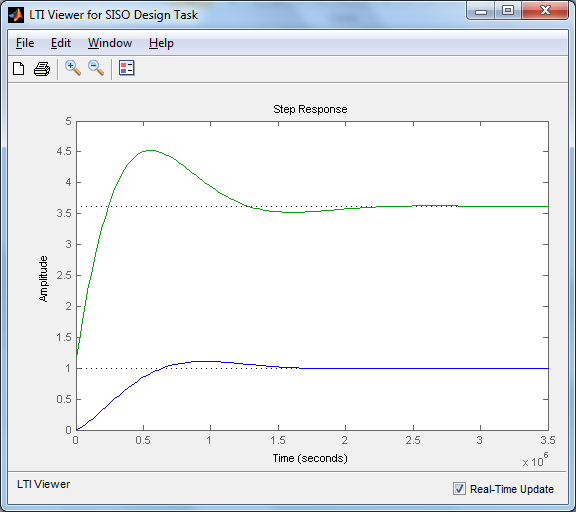 LTI Viewer for SISO Design Task
File Edit Window Help
Step Response
5
4.5
4
3.5
3
2.5
2
1.5
1
0.5
0
Amplitude
0 0.5 1 1.5 2 2.5 3 3.5
x 10^6
Time (seconds)
LTI Viewer
Real-Time Update